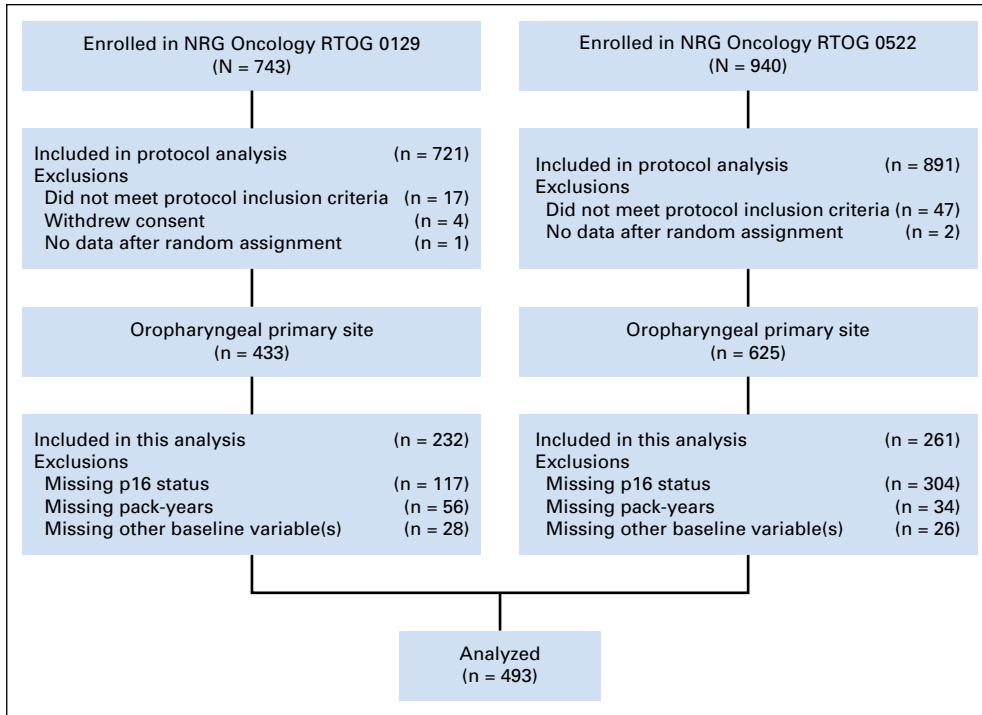 Enrolled in NRG Oncology RTOG 0129
(N = 743)
Enrolled in NRG Oncology RTOG 0522
(N = 940)
Included in protocol analysis (n = 721)
Exclusions
Did not meet protocol inclusion criteria (n = 17)
Withdrew consent (n = 4)
No data after random assignment (n = 1)
Included in protocol analysis (n = 891)
Exclusions
Did not meet protocol inclusion criteria (n = 47)
No data after random assignment (n = 2)
Oropharyngeal primary site
(n = 433)
Oropharyngeal primary site
(n = 625)
Included in this analysis (n = 232)
Exclusions
Missing p16 status (n = 117)
Missing pack-years (n = 56)
Missing other baseline variable(s) (n = 28)
Included in this analysis (n = 261)
Exclusions
Missing p16 status (n = 304)
Missing pack-years (n = 34)
Missing other baseline variable(s) (n = 26)
Analyzed
(n = 493)